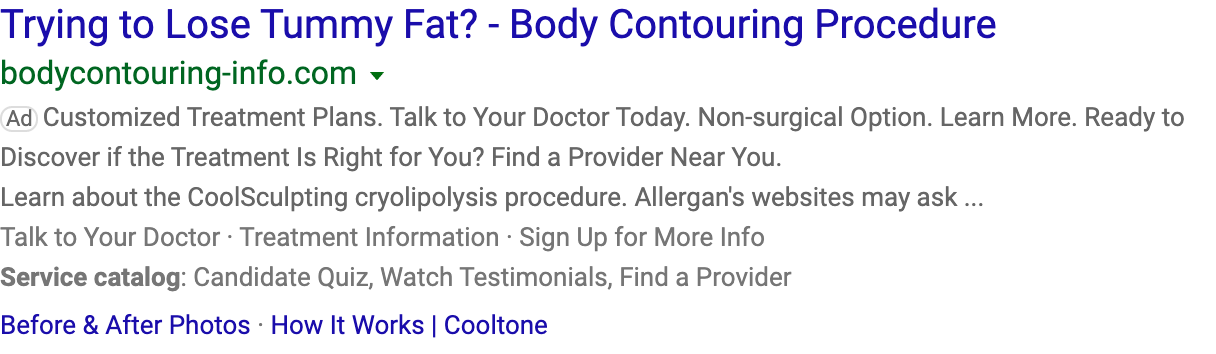 Trying to Lose Tummy Fat? - Body Contouring Procedure
bodycontouring-info.com
Ad Customized Treatment Plans. Talk to Your Doctor Today. Non-surgical Option. Learn More. Ready to
Discover if the Treatment Is Right for You? Find a Provider Near You.
Learn about the CoolSculpting cryolipolysis procedure. Allergan's websites may ask ...
Talk to Your Doctor · Treatment Information · Sign Up for More Info
Service catalog: Candidate Quiz, Watch Testimonials, Find a Provider
Before & After Photos · How It Works | Cooltone